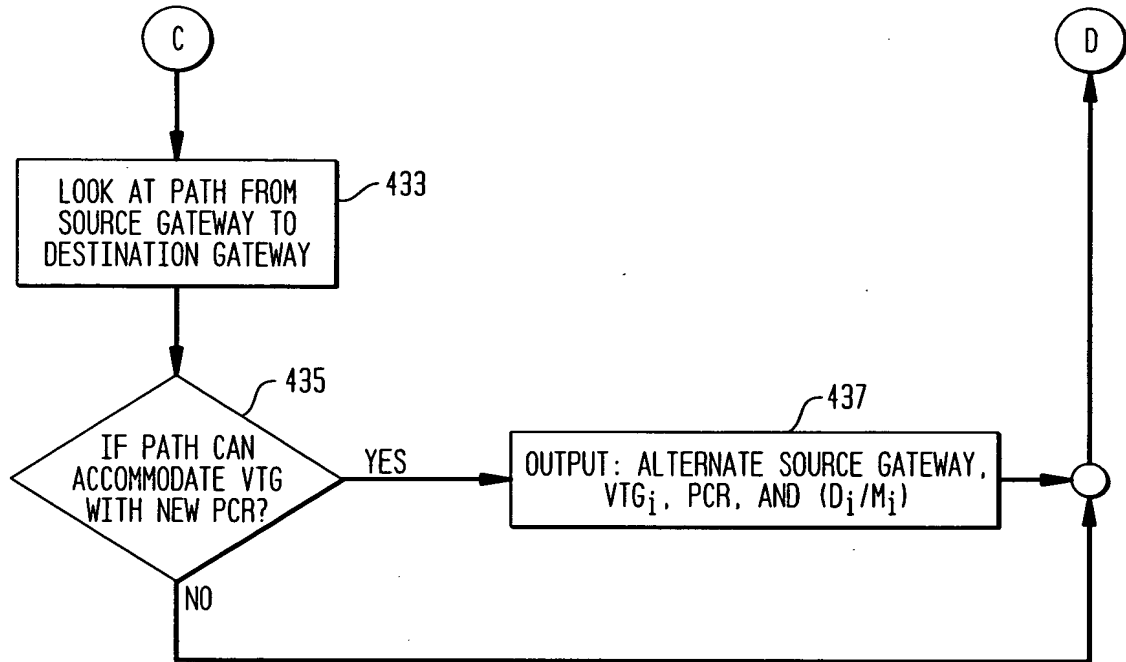 C
D
LOOK AT PATH FROM
SOURCE GATEWAY TO
DESTINATION GATEWAY
433
435
IF PATH CAN
ACCOMMODATE VTG
WITH NEW PCR?
YES
437
OUTPUT: ALTERNATE SOURCE GATEWAY,
VTGi, PCR, AND (Di/Mi)
NO